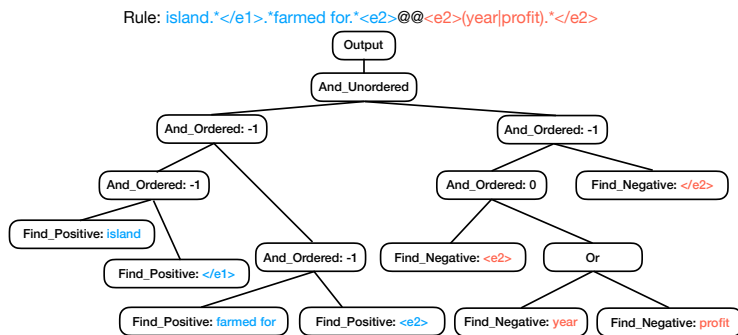 Rule: island.*</e1>.*farmed for.*<e2>@@<e2>(year|profit).*</e2>
Output
And_Unordered
And_Ordered: -1
And_Ordered: -1
And_Ordered: -1
And_Ordered: 0
Find_Negative: </e2>
Find_Positive: island
Find_Positive: </e1>
And_Ordered: -1
Find_Negative: <e2>
Or
Find_Positive: farmed for
Find_Positive: <e2>
Find_Negative: year
Find_Negative: profit